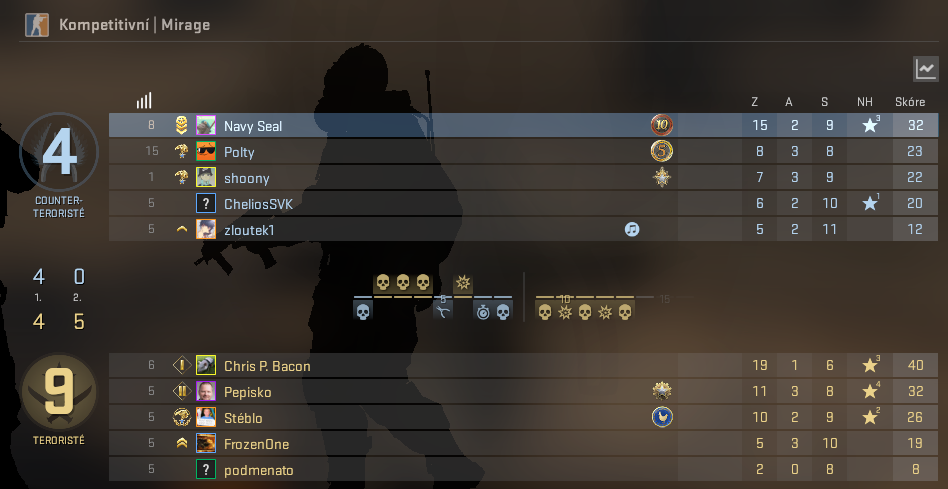 Kompetitivní | Mirage
Z A S NH Skóre
4
COUNTER-
TERORISTÉ
8 Navy Seal 10 15 2 9 3 32
15 Polty 5 8 3 8 23
1 shoony 7 3 9 22
5 ? CheliosSVK 6 2 10 1 20
5 zloutek1 5 2 11 12
4 0
1. 2.
4 5
5 10 15
9
TERORISTÉ
6 I Chris P. Bacon 19 1 6 3 40
5 II Pepisko 11 3 8 4 32
5 Stéblo 10 2 9 2 26
5 FrozenOne 5 3 10 19
5 ? podmenato 2 0 8 8